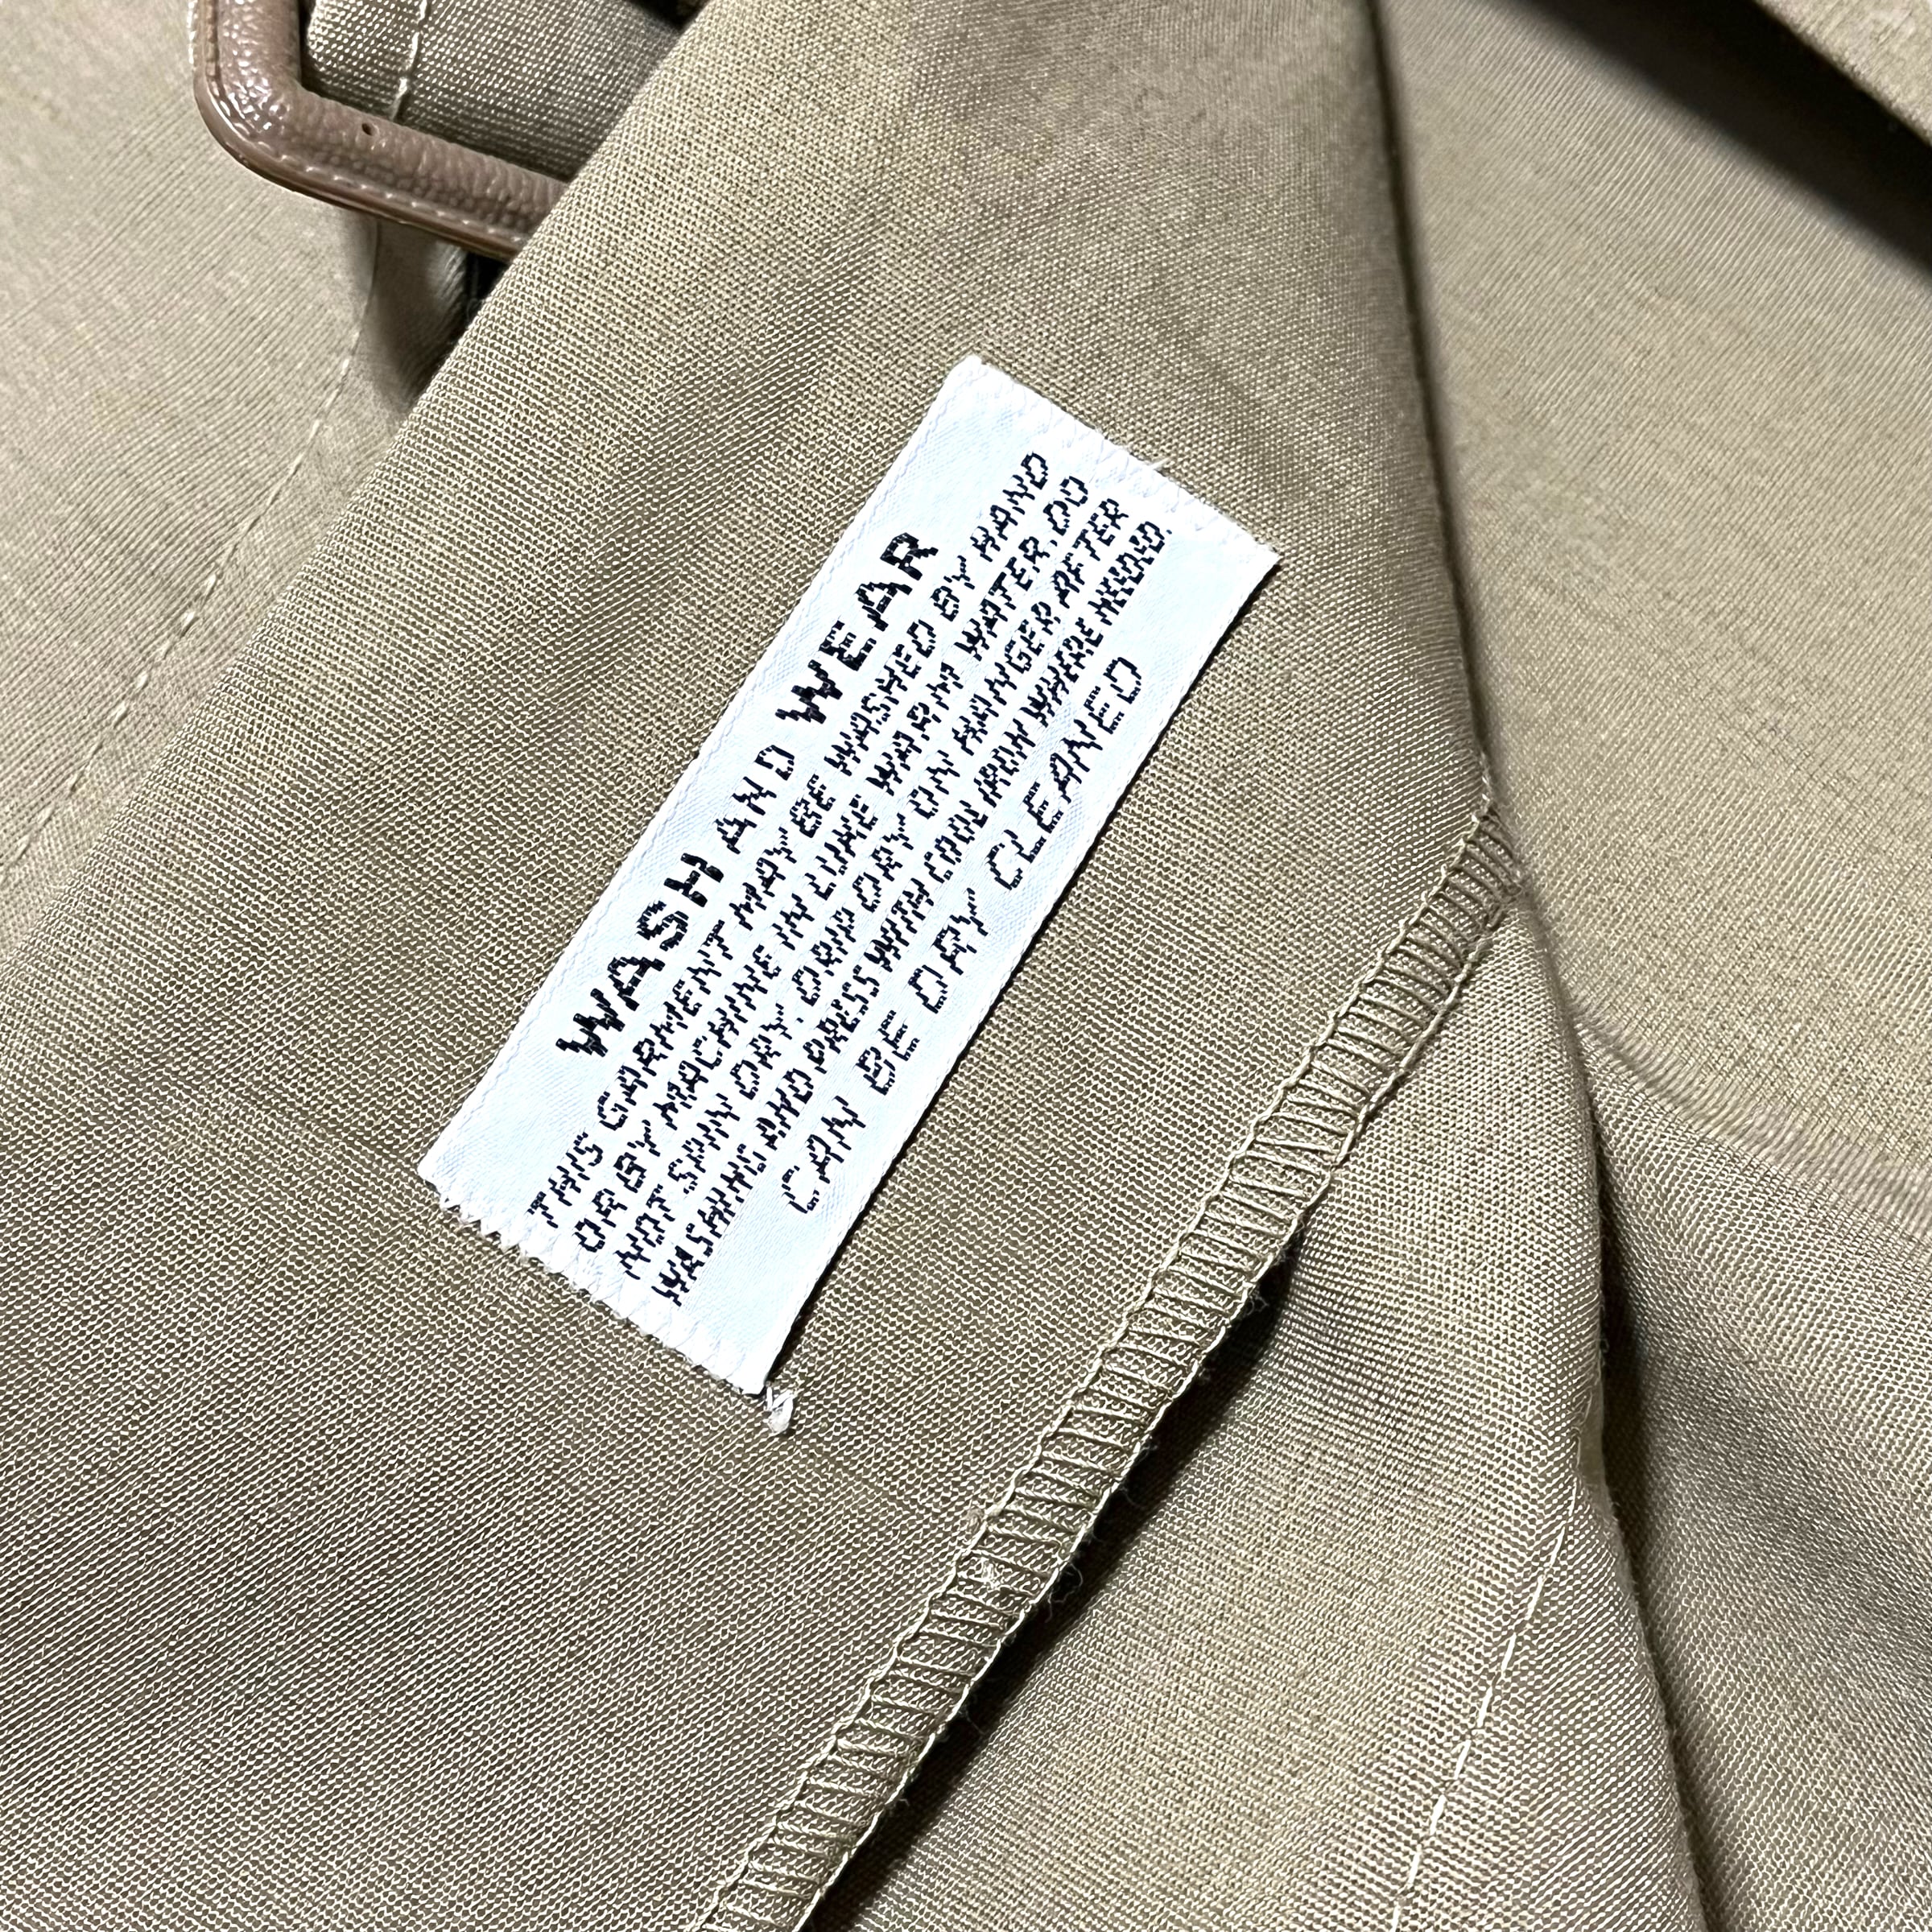 WASH AND WEAR
THIS GARMENT MAY BE WASHED BY HAND
OR BY MACHINE IN LUKE WARM WATER. DO
NOT SPIN DRY. DRIP DRY ON HANGER AFTER
WASHING AND PRESS WITH COOL IRON WHERE NEEDED.
CAN BE DRY CLEANED